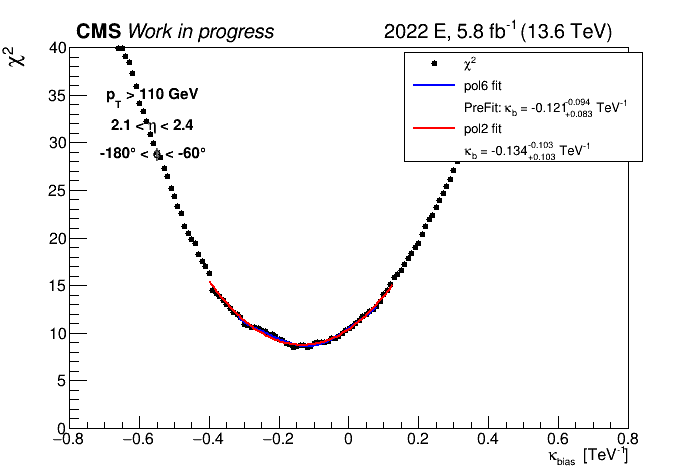 CMS Work in progress 2022 E, 5.8 fb⁻¹ (13.6 TeV)
χ²
40
35
30
25
20
15
10
5
0
p_T > 110 GeV
2.1 < η < 2.4
-180° < ϕ < -60°
χ²
pol6 fit
PreFit: κ_b = -0.121^{-0.094}_{+0.083} TeV⁻¹
pol2 fit
κ_b = -0.134^{-0.103}_{+0.103} TeV⁻¹
−0.8 −0.6 −0.4 −0.2 0 0.2 0.4 0.6 0.8
κ_bias [TeV⁻¹]